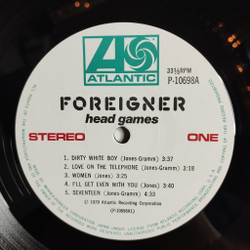 ATLANTIC
33⅓RPM
P-10698A
FOREIGNER
head games
STEREO ONE
1. DIRTY WHITE BOY (Jones-Gramm) 3:37
2. LOVE ON THE TELEPHONE (Jones-Gramm) 3:16
3. WOMEN (Jones) 3:25
4. I'LL GET EVEN WITH YOU (Jones) 3:40
5. SEVENTEEN (Jones-Gramm) 4:33
℗ 1979 Atlantic Recording Corporation